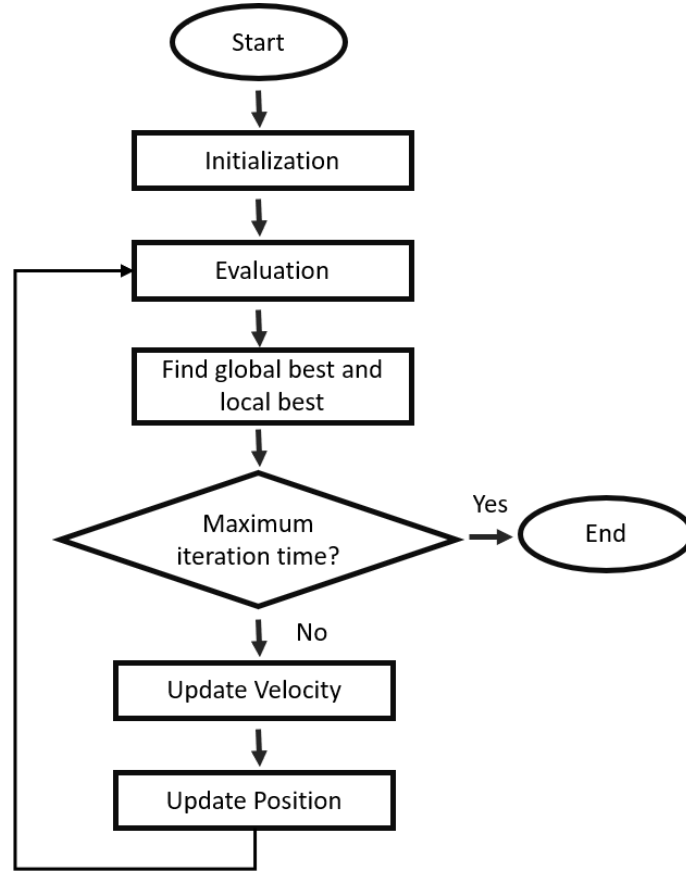 Start
Initialization
Evaluation
Find global best and
local best
Maximum
iteration time?
Yes
End
No
Update Velocity
Update Position